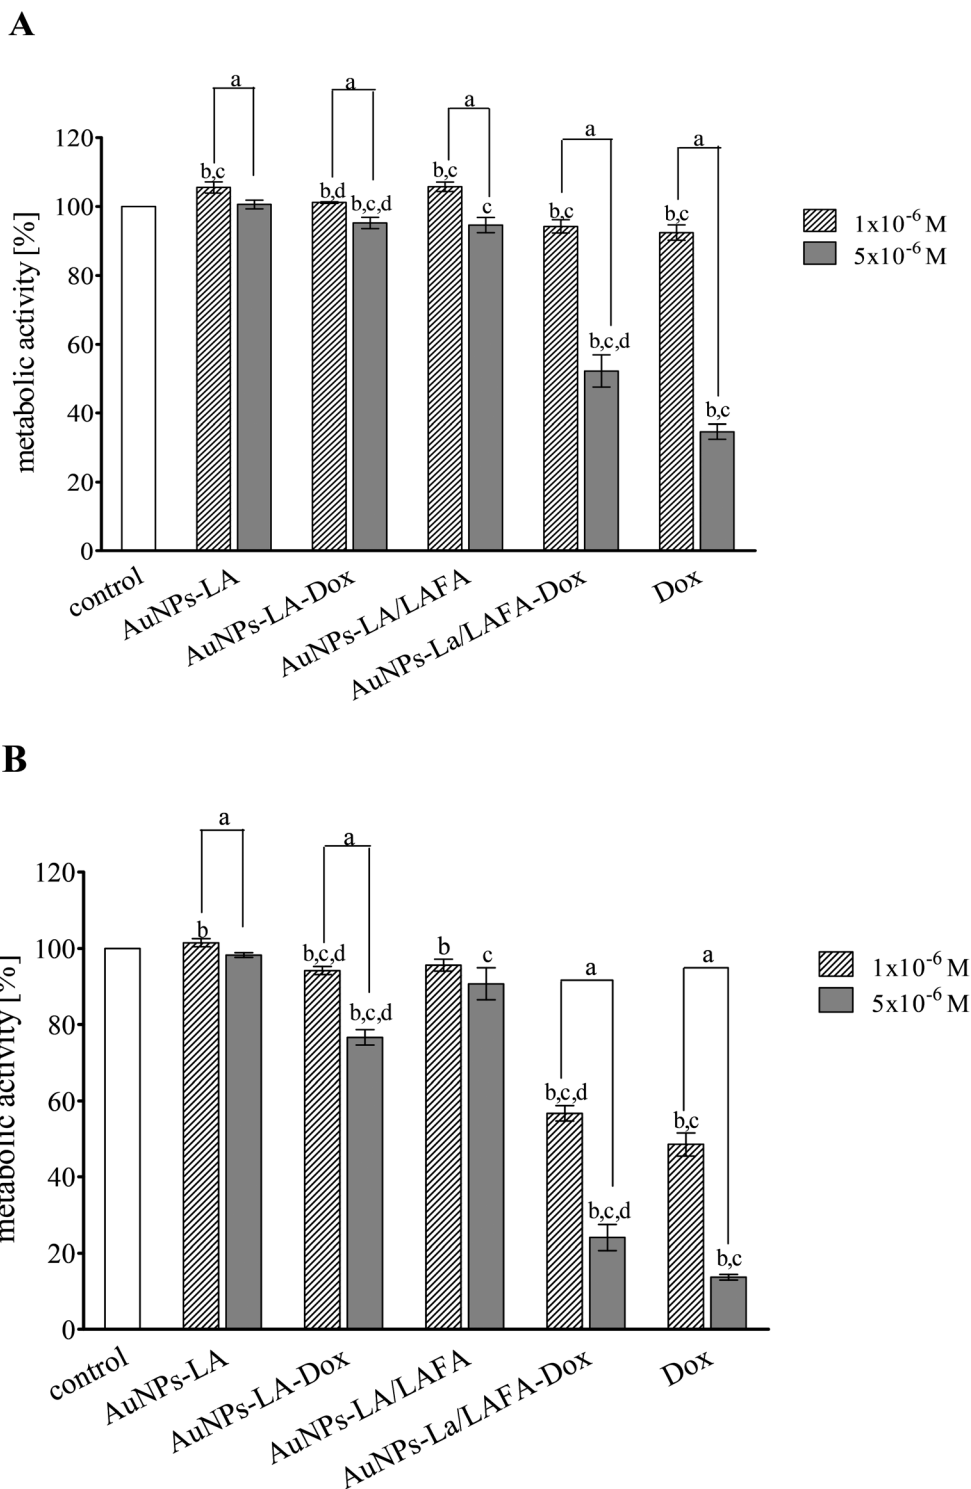 A
a
a
a
a
a
120
100
80
60
40
20
0
metabolic activity [%]
b,c
b,d
b,c,d
b,c
c
b,c
b,c,d
b,c
b,c
1x10⁻⁶ M
5x10⁻⁶ M
control
AuNPs-LA
AuNPs-LA-Dox
AuNPs-LA/LAFA
AuNPs-La/LAFA-Dox
Dox
B
a
a
a
a
120
100
80
60
40
20
0
metabolic activity [%]
b
b,c,d
b,c,d
b
c
b,c,d
b,c,d
b,c
b,c
1x10⁻⁶ M
5x10⁻⁶ M
control
AuNPs-LA
AuNPs-LA-Dox
AuNPs-LA/LAFA
AuNPs-La/LAFA-Dox
Dox